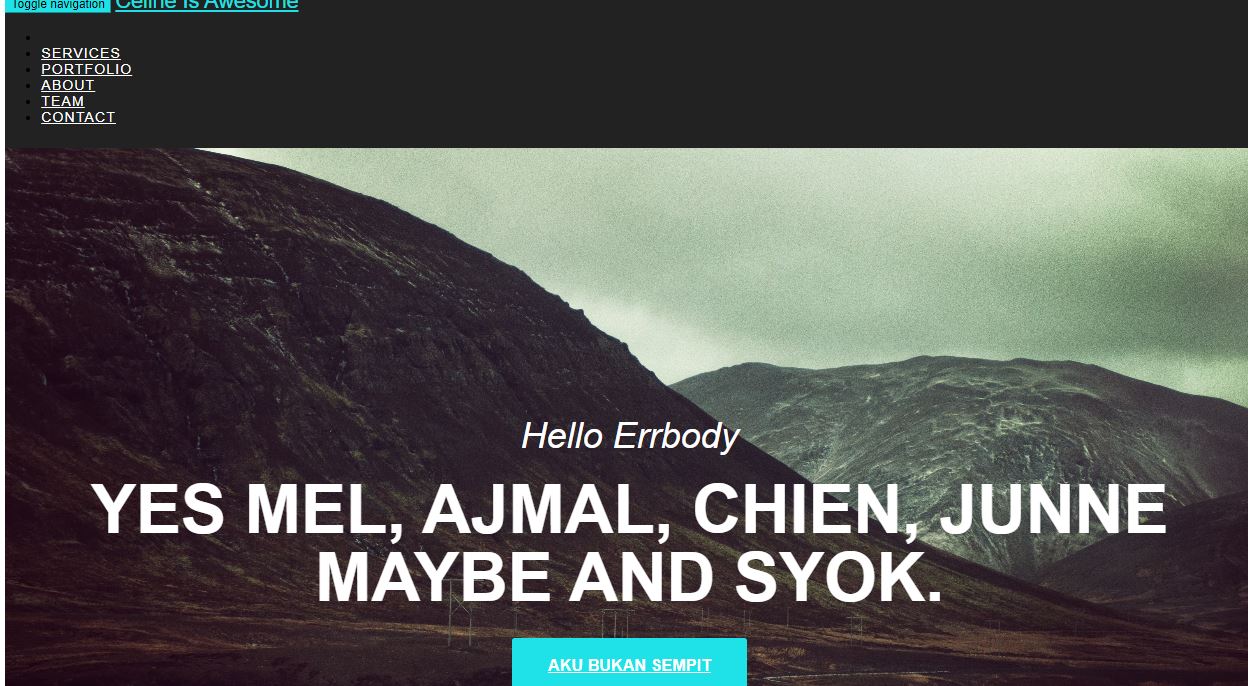 Toggle navigation Celine Is Awesome
SERVICES
PORTFOLIO
ABOUT
TEAM
CONTACT
Hello Errbody
YES MEL, AJMAL, CHIEN, JUNNE
MAYBE AND SYOK.
AKU BUKAN SEMPIT